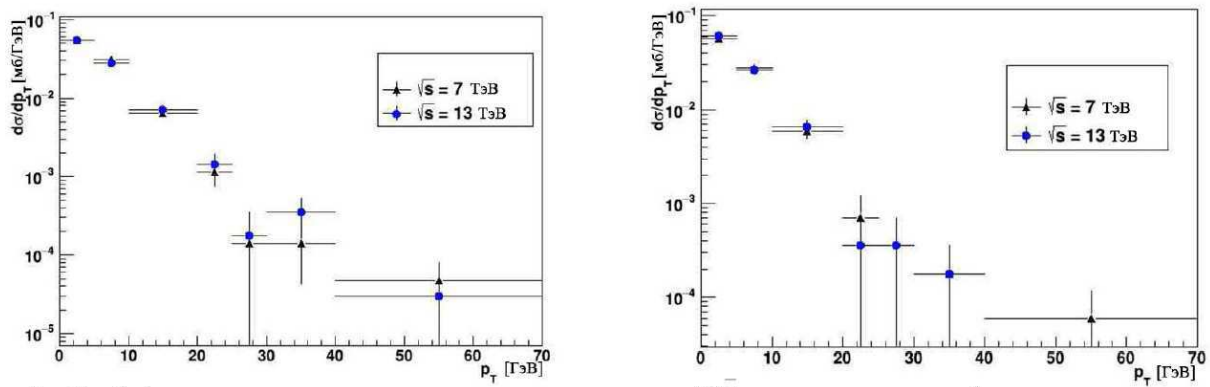 dσ/dp_T [мб/ГэВ]
10⁻¹
10⁻²
10⁻³
10⁻⁴
10⁻⁵
√s = 7 ТэВ
√s = 13 ТэВ
0 10 20 30 40 50 60 70
p_T [ГэВ]
dσ/dp_T [мб/ГэВ]
10⁻¹
10⁻²
10⁻³
10⁻⁴
√s = 7 ТэВ
√s = 13 ТэВ
0 10 20 30 40 50 60 70
p_T [ГэВ]